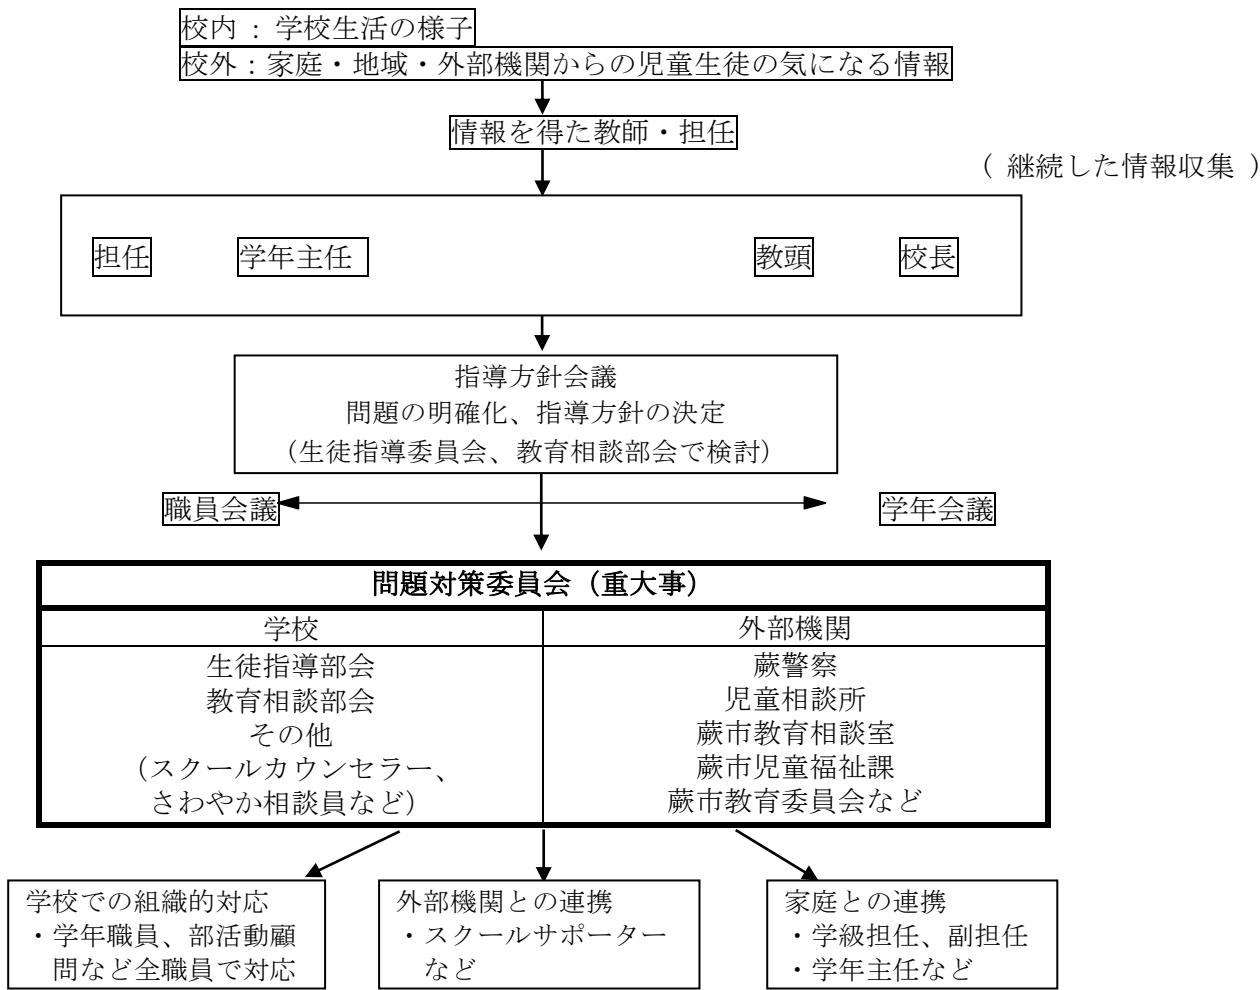 校内 : 学校生活の様子
校外：家庭・地域・外部機関からの児童生徒の気になる情報
情報を得た教師・担任
( 継続した情報収集 )
担任
学年主任
教頭
校長
指導方針会議
問題の明確化、指導方針の決定
(生徒指導委員会、教育相談部会で検討)
職員会議
学年会議
問題対策委員会（重大事）
学校
外部機関
生徒指導部会
教育相談部会
その他
（スクールカウンセラー、
さわやか相談員など）
蕨警察
児童相談所
蕨市教育相談室
蕨市児童福祉課
蕨市教育委員会など
学校での組織的対応
・学年職員、部活動顧
問など全職員で対応
外部機関との連携
・スクールサポーター
など
家庭との連携
・学級担任、副担任
・学年主任など